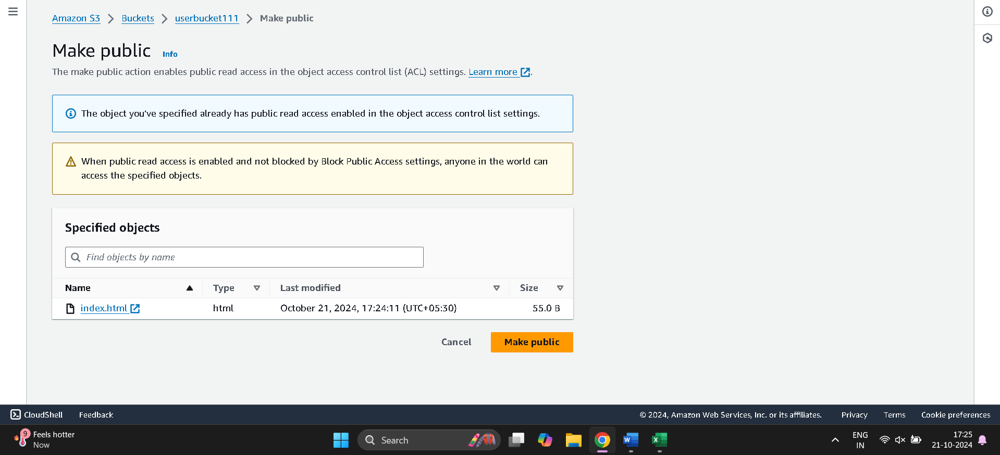 Amazon S3 > Buckets > userbucket111 > Make public
Make public Info
The make public action enables public read access in the object access control list (ACL) settings. Learn more.
The object you’ve specified already has public read access enabled in the object access control list settings.
When public read access is enabled and not blocked by Block Public Access settings, anyone in the world can
access the specified objects.
Specified objects
Find objects by name
Name Type Last modified Size
index.html html October 21, 2024, 17:24:11 (UTC+05:30) 55.0 B
Cancel Make public
CloudShell Feedback © 2024, Amazon Web Services, Inc. or its affiliates. Privacy Terms Cookie preferences
9 Feels hotter
Now
Search
ENG
IN
17:25
21-10-2024